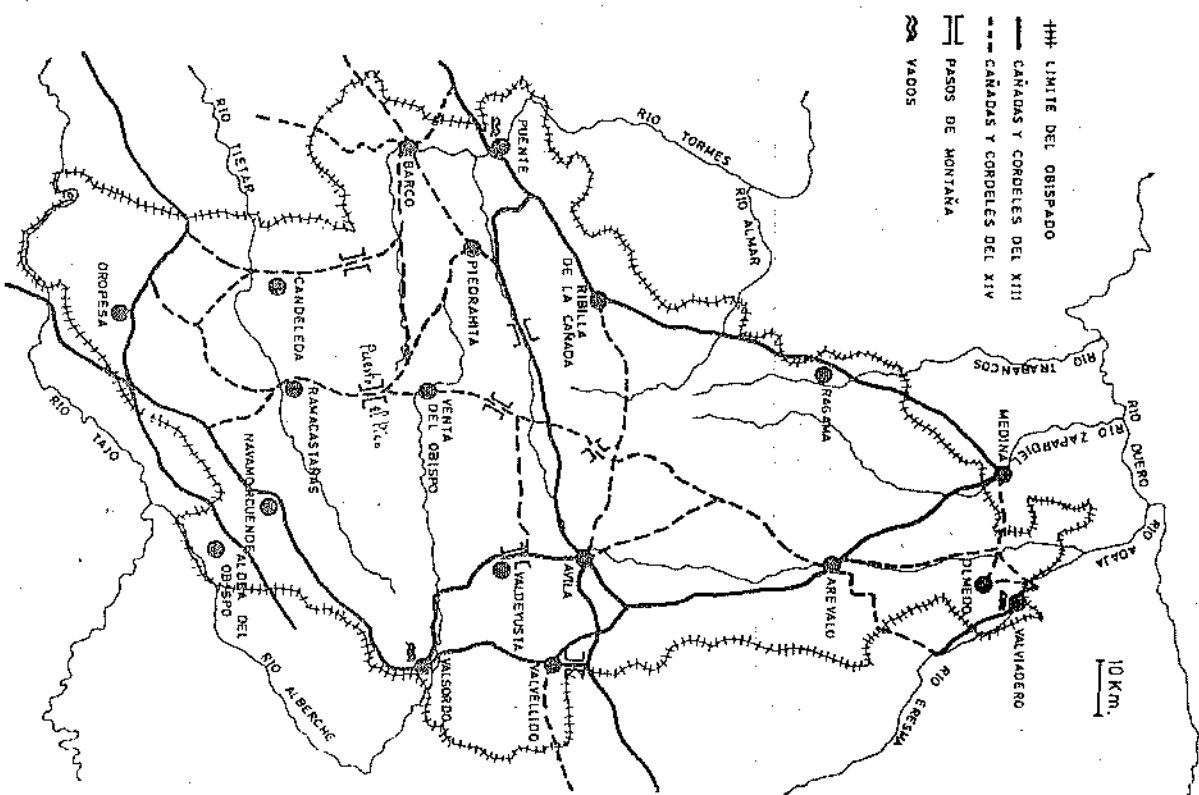 LIMITE DEL OBISPADO
CAÑADAS Y CORDELES DEL XIII
CAÑADAS Y CORDELES DEL XIV
PASOS DE MONTAÑA
VADOS
10 Km.
RIO DUERO
RIO TRABANCOS
RIO ZAPARDIEL
RIO ADAJA
RIO ERESMA
MEDINA
OLMEDO
VALVIADERO
RAGAMA
AREVALO
RIO TORMES
RIO ALMAR
RIBILLA
DE LA CAÑADA
AVILA
VALVELLIDO
PUENTE
PIEDRAHITA
VALDEYUSTA
BARCO
VENTA
DEL OBISPO
VALSORDO
Puerto
el Pico
RIO TIETAR
CANDELEDA
RAMACASTAÑAS
NAVAMORCUENDE
ALDEA DEL
OBISPO
RIO ALBERCHE
OROPESA
RIO TAJO